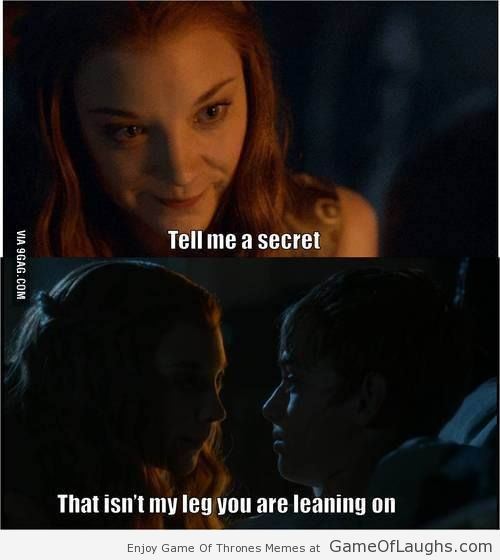 Tell me a secret
VIA 9GAG.COM
That isn't my leg you are leaning on
Enjoy Game Of Thrones Memes at GameOfLaughs.com